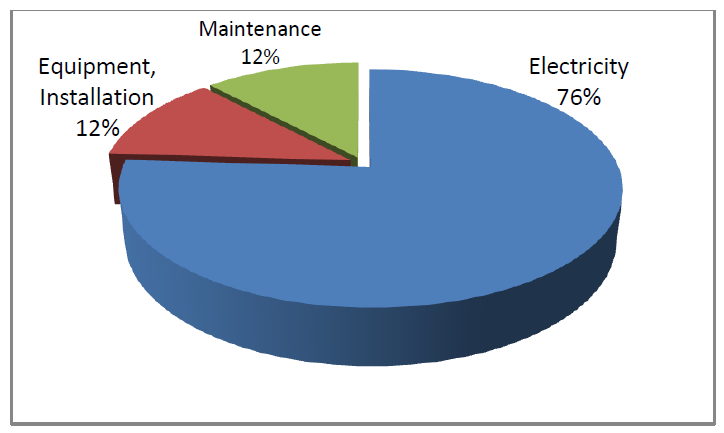 Maintenance
12%
Equipment,
Installation
12%
Electricity
76%